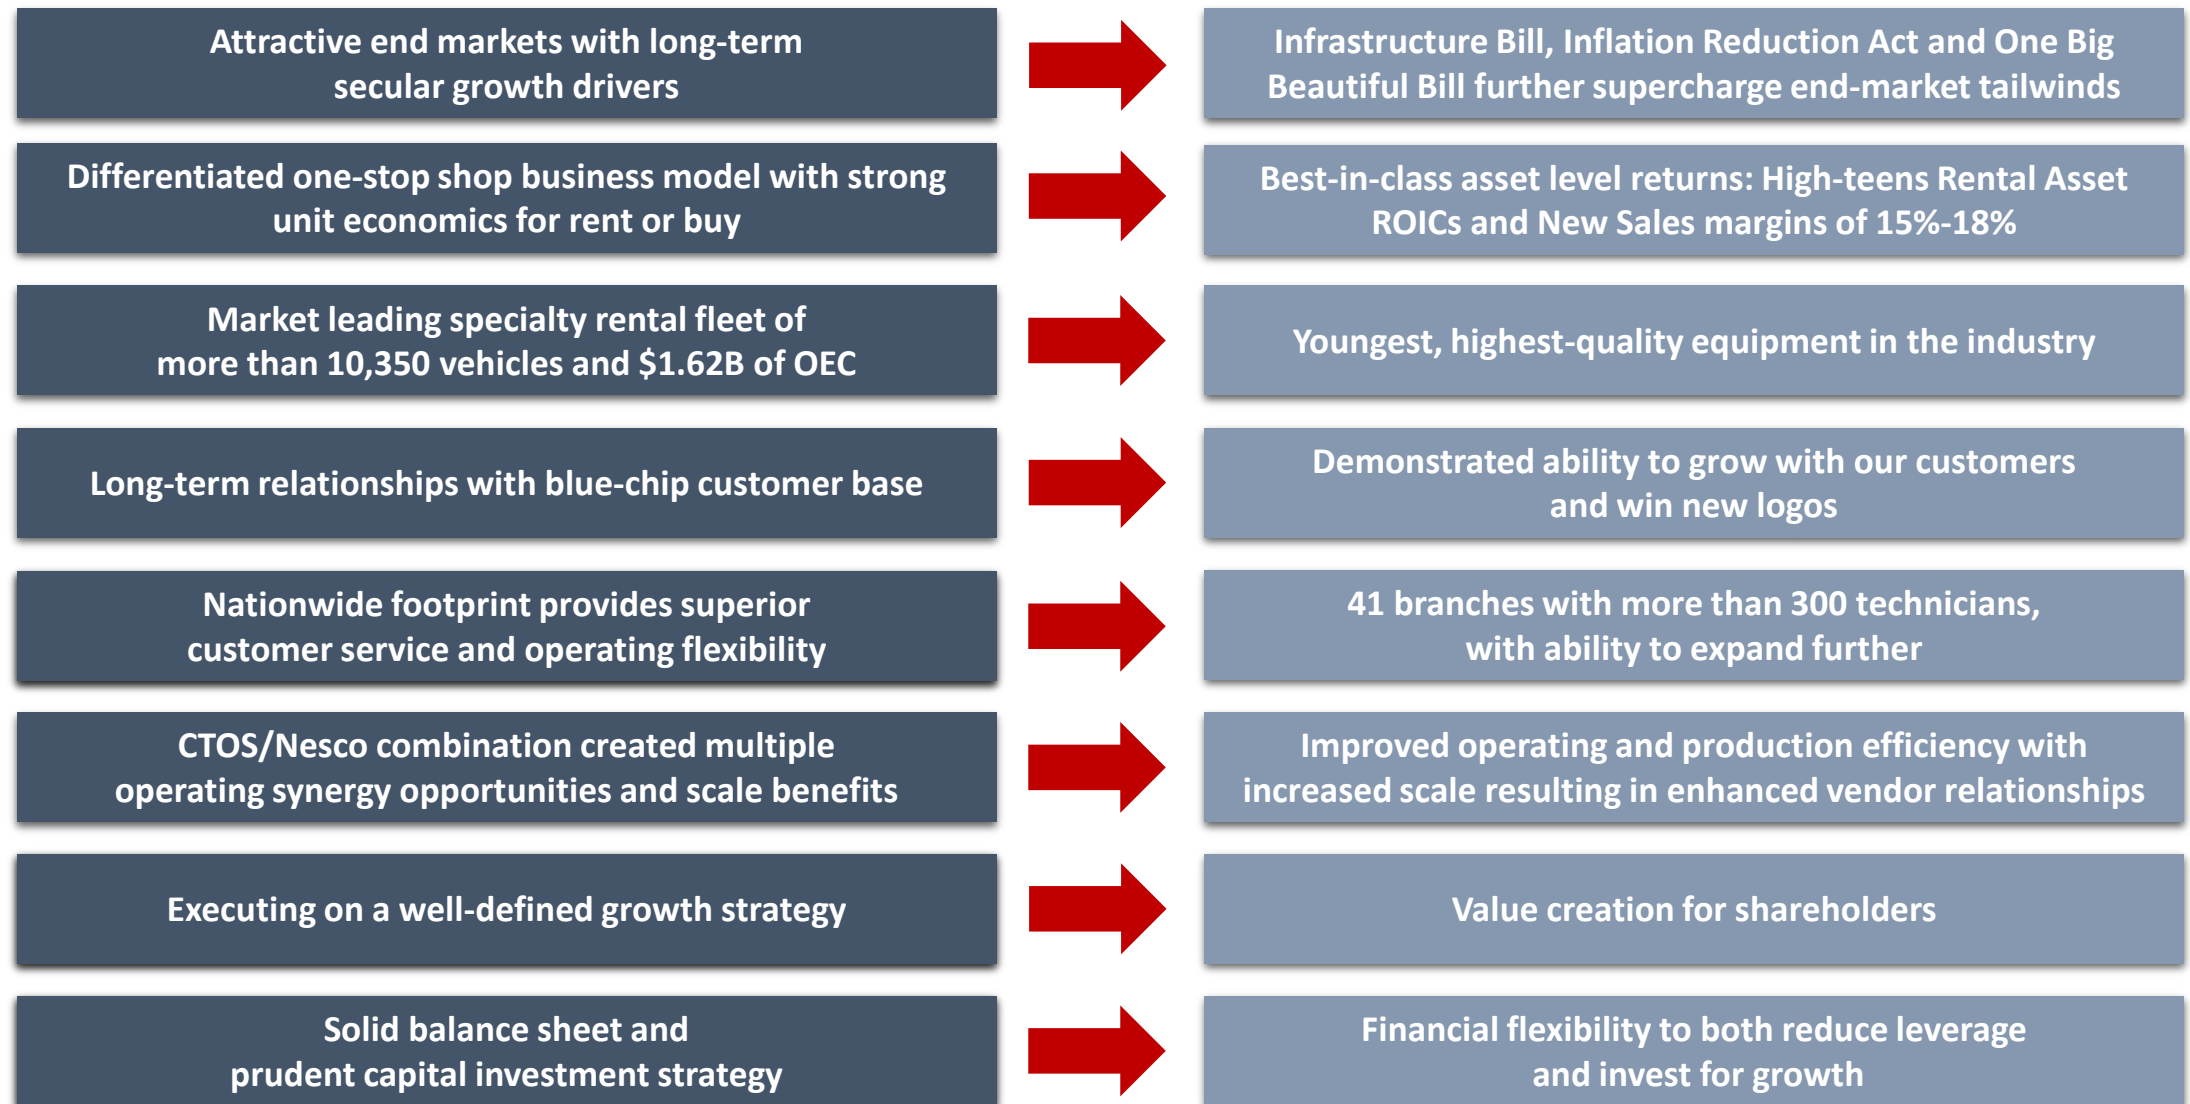 Attractive end markets with long-term
secular growth drivers
Infrastructure Bill, Inflation Reduction Act and One Big
Beautiful Bill further supercharge end-market tailwinds
Differentiated one-stop shop business model with strong
unit economics for rent or buy
Best-in-class asset level returns: High-teens Rental Asset
ROICs and New Sales margins of 15%-18%
Market leading specialty rental fleet of
more than 10,350 vehicles and $1.62B of OEC
Youngest, highest-quality equipment in the industry
Long-term relationships with blue-chip customer base
Demonstrated ability to grow with our customers
and win new logos
Nationwide footprint provides superior
customer service and operating flexibility
41 branches with more than 300 technicians,
with ability to expand further
CTOS/Nesco combination created multiple
operating synergy opportunities and scale benefits
Improved operating and production efficiency with
increased scale resulting in enhanced vendor relationships
Executing on a well-defined growth strategy
Value creation for shareholders
Solid balance sheet and
prudent capital investment strategy
Financial flexibility to both reduce leverage
and invest for growth